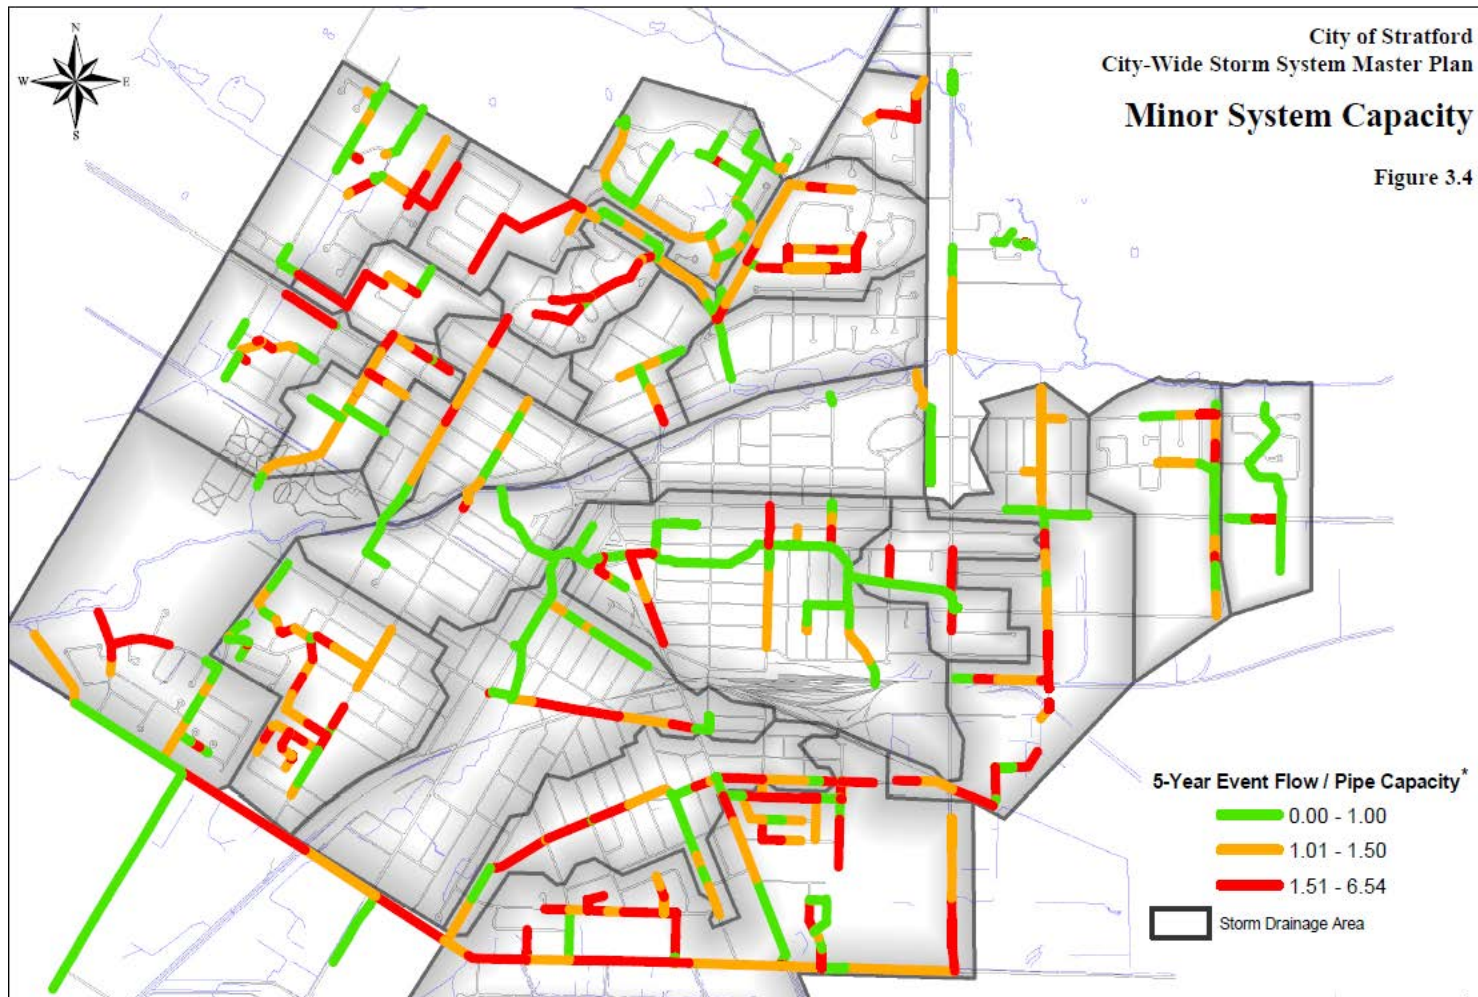 N
W
E
S
City of Stratford
City-Wide Storm System Master Plan
Minor System Capacity
Figure 3.4
5-Year Event Flow / Pipe Capacity*
0.00 - 1.00
1.01 - 1.50
1.51 - 6.54
Storm Drainage Area